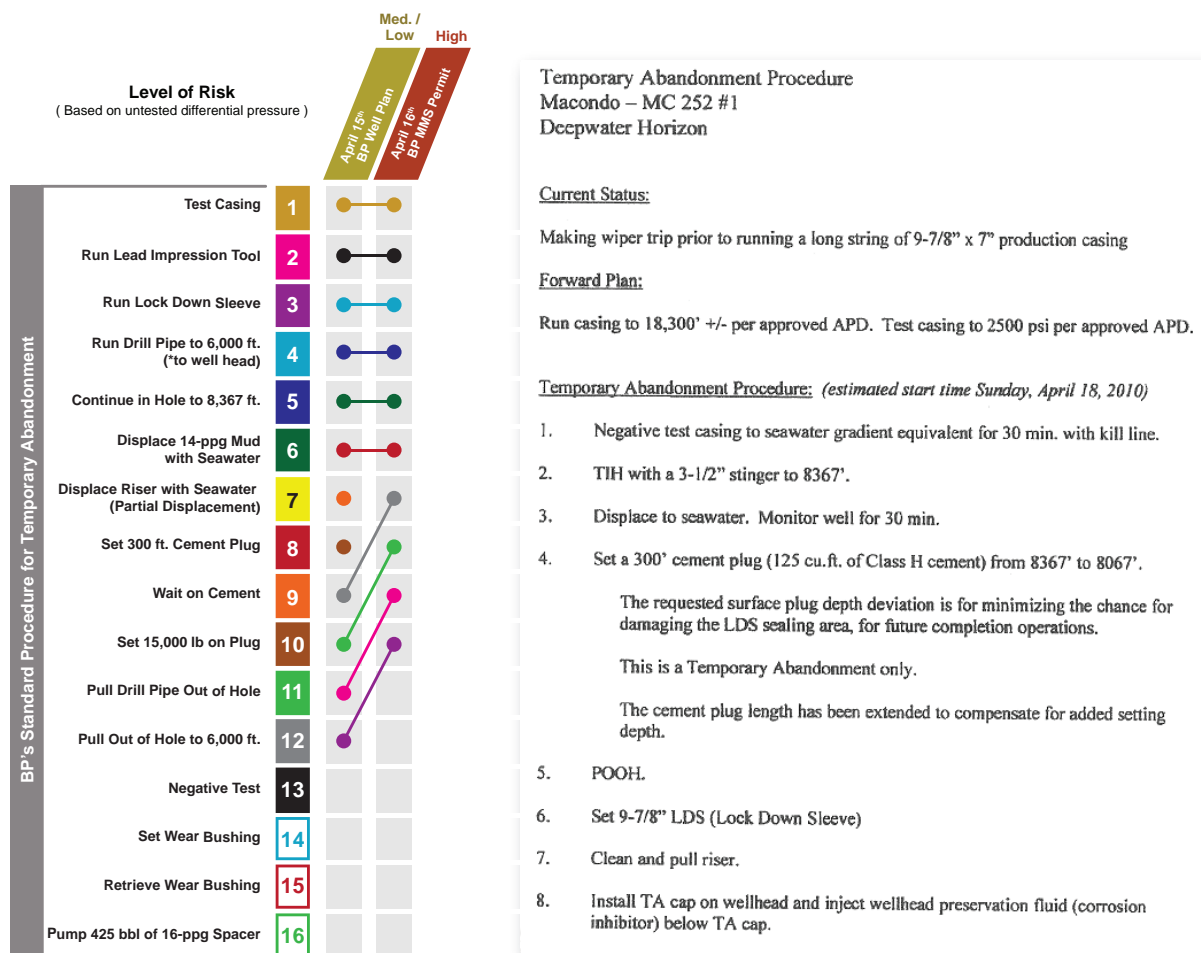 Med. /
Low
High
Level of Risk
( Based on untested differential pressure )
April 15th
BP Well Plan
April 16th
BP MMS Permit
BP's Standard Procedure for Temporary Abandonment
Test Casing 1
Run Lead Impression Tool 2
Run Lock Down Sleeve 3
Run Drill Pipe to 6,000 ft.
(*to well head) 4
Continue in Hole to 8,367 ft. 5
Displace 14-ppg Mud
with Seawater 6
Displace Riser with Seawater
(Partial Displacement) 7
Set 300 ft. Cement Plug 8
Wait on Cement 9
Set 15,000 lb on Plug 10
Pull Drill Pipe Out of Hole 11
Pull Out of Hole to 6,000 ft. 12
Negative Test 13
Set Wear Bushing 14
Retrieve Wear Bushing 15
Pump 425 bbl of 16-ppg Spacer 16
Temporary Abandonment Procedure
Macondo – MC 252 #1
Deepwater Horizon
Current Status:
Making wiper trip prior to running a long string of 9-7/8" x 7" production casing
Forward Plan:
Run casing to 18,300' +/- per approved APD. Test casing to 2500 psi per approved APD.
Temporary Abandonment Procedure: (estimated start time Sunday, April 18, 2010)
1. Negative test casing to seawater gradient equivalent for 30 min. with kill line.
2. TIH with a 3-1/2" stinger to 8367'.
3. Displace to seawater. Monitor well for 30 min.
4. Set a 300' cement plug (125 cu.ft. of Class H cement) from 8367' to 8067'.
The requested surface plug depth deviation is for minimizing the chance for
damaging the LDS sealing area, for future completion operations.
This is a Temporary Abandonment only.
The cement plug length has been extended to compensate for added setting
depth.
5. POOH.
6. Set 9-7/8" LDS (Lock Down Sleeve)
7. Clean and pull riser.
8. Install TA cap on wellhead and inject wellhead preservation fluid (corrosion
inhibitor) below TA cap.